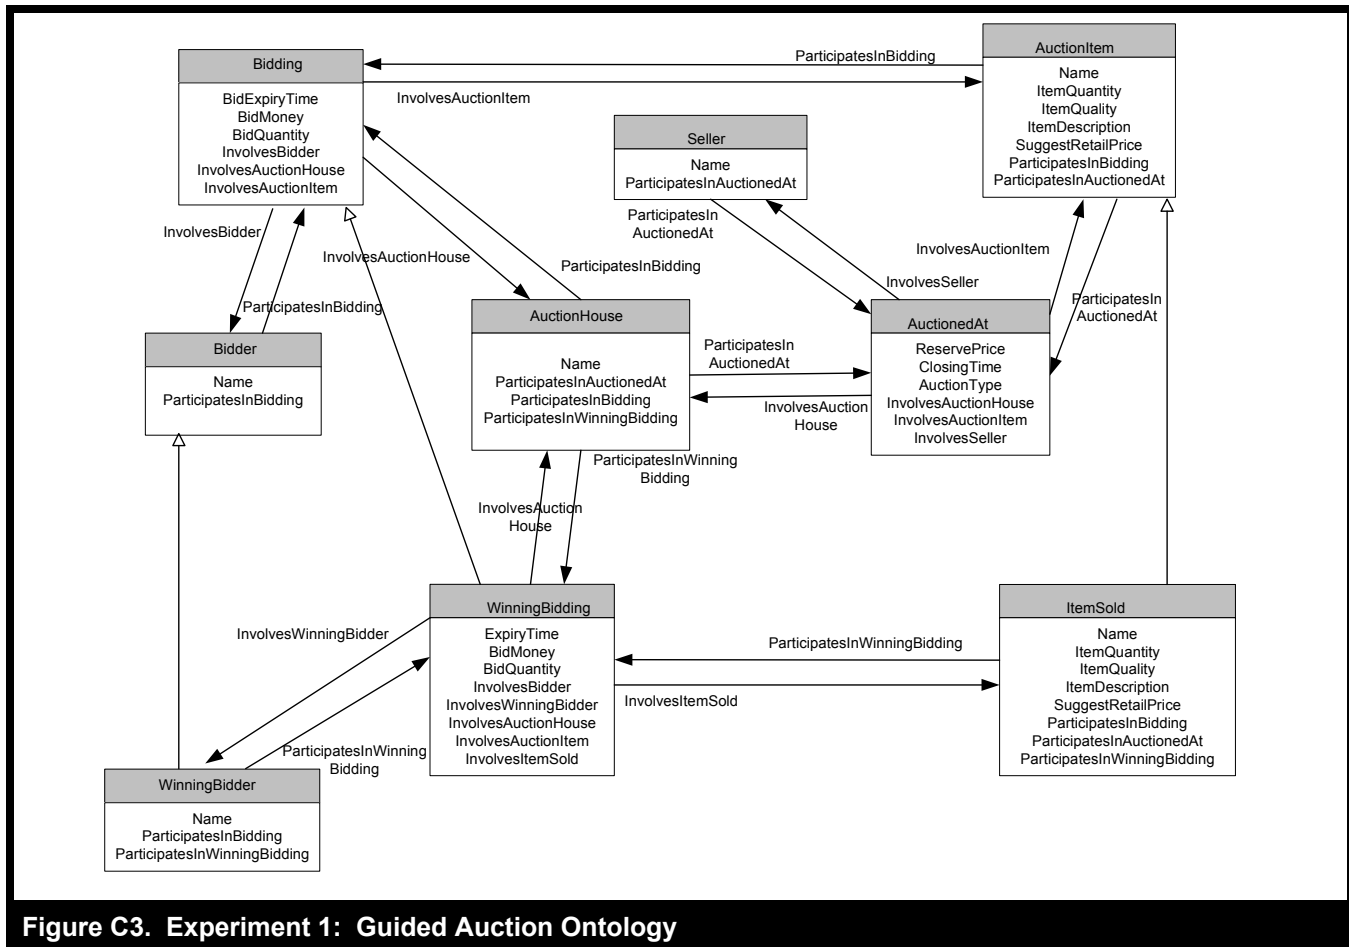 ParticipatesInBidding
InvolvesAuctionItem
Bidding
BidExpiryTime
BidMoney
BidQuantity
InvolvesBidder
InvolvesAuctionHouse
InvolvesAuctionItem
AuctionItem
Name
ItemQuantity
ItemQuality
ItemDescription
SuggestRetailPrice
ParticipatesInBidding
ParticipatesInAuctionedAt
Seller
Name
ParticipatesInAuctionedAt
ParticipatesIn
AuctionedAt
InvolvesBidder
ParticipatesInBidding
InvolvesAuctionHouse
ParticipatesInBidding
InvolvesSeller
InvolvesAuctionItem
ParticipatesIn
AuctionedAt
Bidder
Name
ParticipatesInBidding
AuctionHouse
Name
ParticipatesInAuctionedAt
ParticipatesInBidding
ParticipatesInWinningBidding
ParticipatesIn
AuctionedAt
InvolvesAuction
House
AuctionedAt
ReservePrice
ClosingTime
AuctionType
InvolvesAuctionHouse
InvolvesAuctionItem
InvolvesSeller
ParticipatesInWinning
Bidding
InvolvesAuction
House
WinningBidding
ExpiryTime
BidMoney
BidQuantity
InvolvesBidder
InvolvesWinningBidder
InvolvesAuctionHouse
InvolvesAuctionItem
InvolvesItemSold
InvolvesWinningBidder
ParticipatesInWinning
Bidding
ParticipatesInWinningBidding
InvolvesItemSold
ItemSold
Name
ItemQuantity
ItemQuality
ItemDescription
SuggestRetailPrice
ParticipatesInBidding
ParticipatesInAuctionedAt
ParticipatesInWinningBidding
WinningBidder
Name
ParticipatesInBidding
ParticipatesInWinningBidding
Figure C3. Experiment 1: Guided Auction Ontology